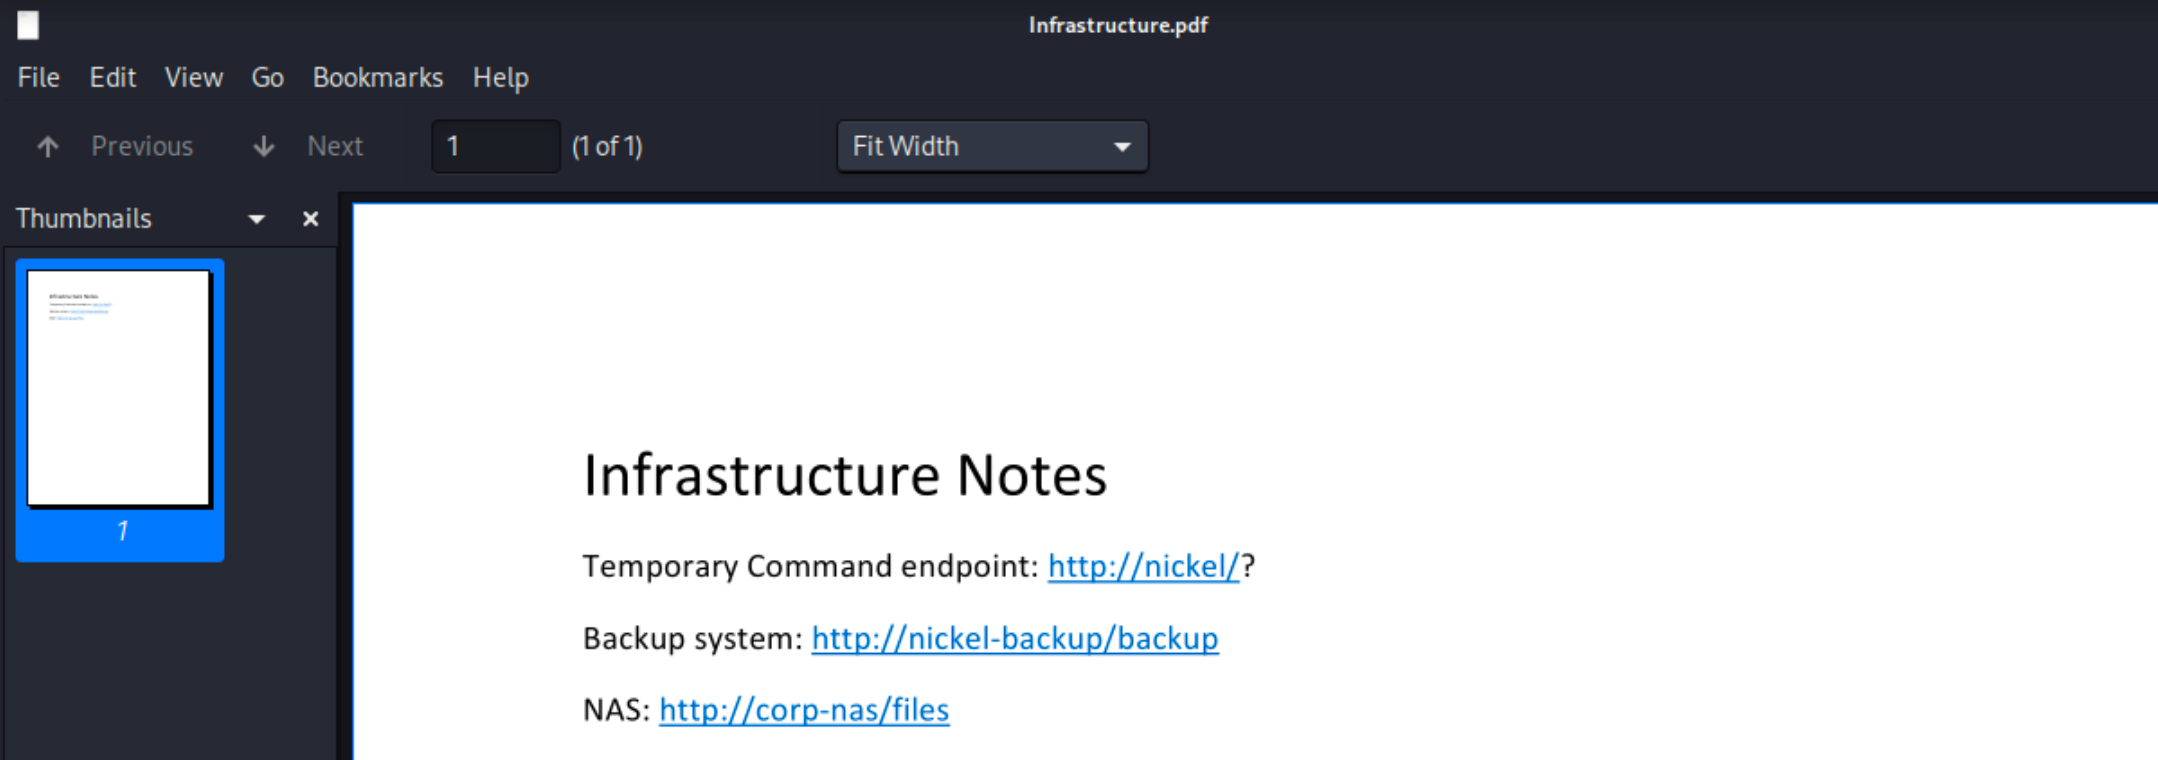 Infrastructure.pdf
File Edit View Go Bookmarks Help
Previous Next 1 (1 of 1) Fit Width
Thumbnails
1
Infrastructure Notes
Temporary Command endpoint: http://nickel/?
Backup system: http://nickel-backup/backup
NAS: http://corp-nas/files